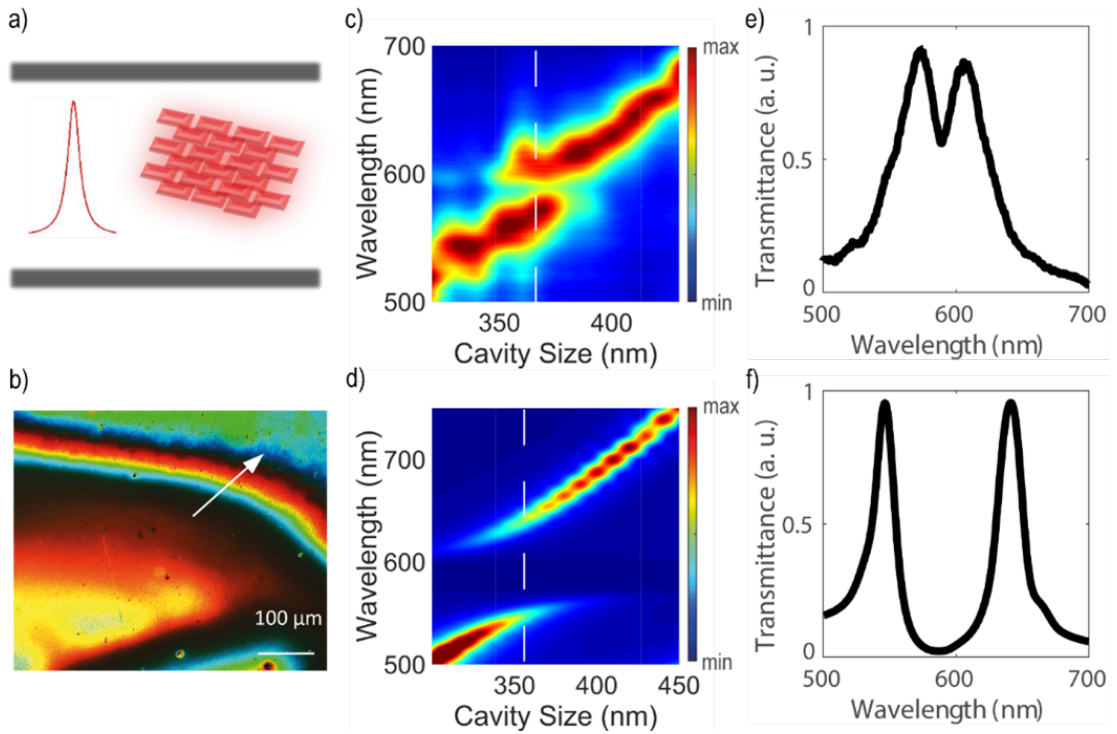 a)
b)
100 μm
c)
700
600
500
Wavelength (nm)
350
400
Cavity Size (nm)
max
min
d)
700
600
500
Wavelength (nm)
350
400
450
Cavity Size (nm)
max
min
e)
1
0.5
0
Transmittance (a. u.)
500
600
700
Wavelength (nm)
f)
1
0.5
0
Transmittance (a. u.)
500
600
700
Wavelength (nm)